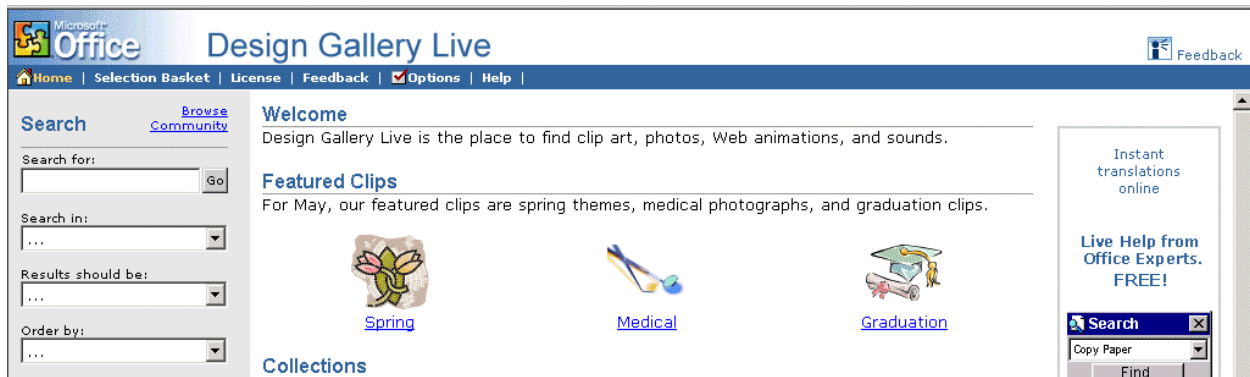 Microsoft
Office
Design Gallery Live
Feedback
Home | Selection Basket | License | Feedback | Options | Help |
Search
Browse
Community
Search for:
Go
Search in:
...
Results should be:
...
Order by:
...
Welcome
Design Gallery Live is the place to find clip art, photos, Web animations, and sounds.
Featured Clips
For May, our featured clips are spring themes, medical photographs, and graduation clips.
Spring
Medical
Graduation
Collections
Instant
translations
online
Live Help from
Office Experts.
FREE!
Search
Copy Paper
Find